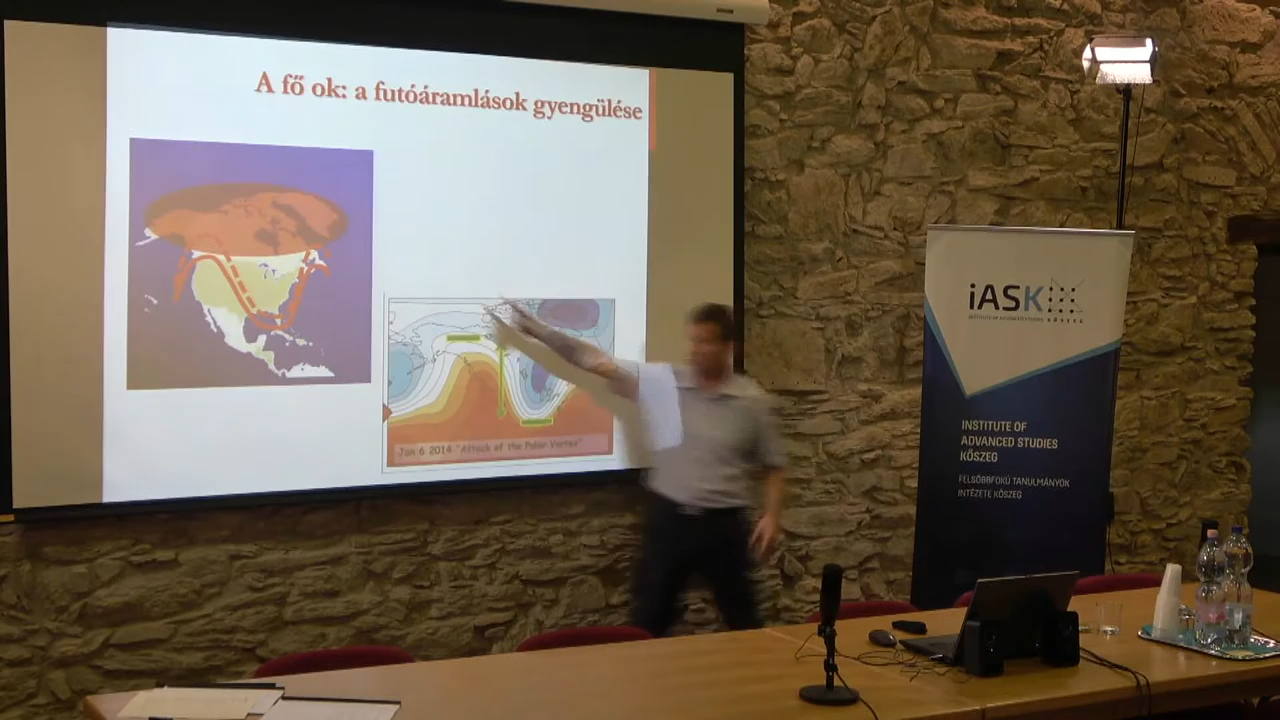 A fő ok: a futóáramlások gyengülése
Jan 6 2014 "Attack of the Polar Vortex"
iASK
INSTITUTE OF ADVANCED STUDIES KŐSZEG
INSTITUTE OF
ADVANCED STUDIES
KŐSZEG
FELSŐBBFOKÚ TANULMÁNYOK
INTÉZETE KŐSZEG